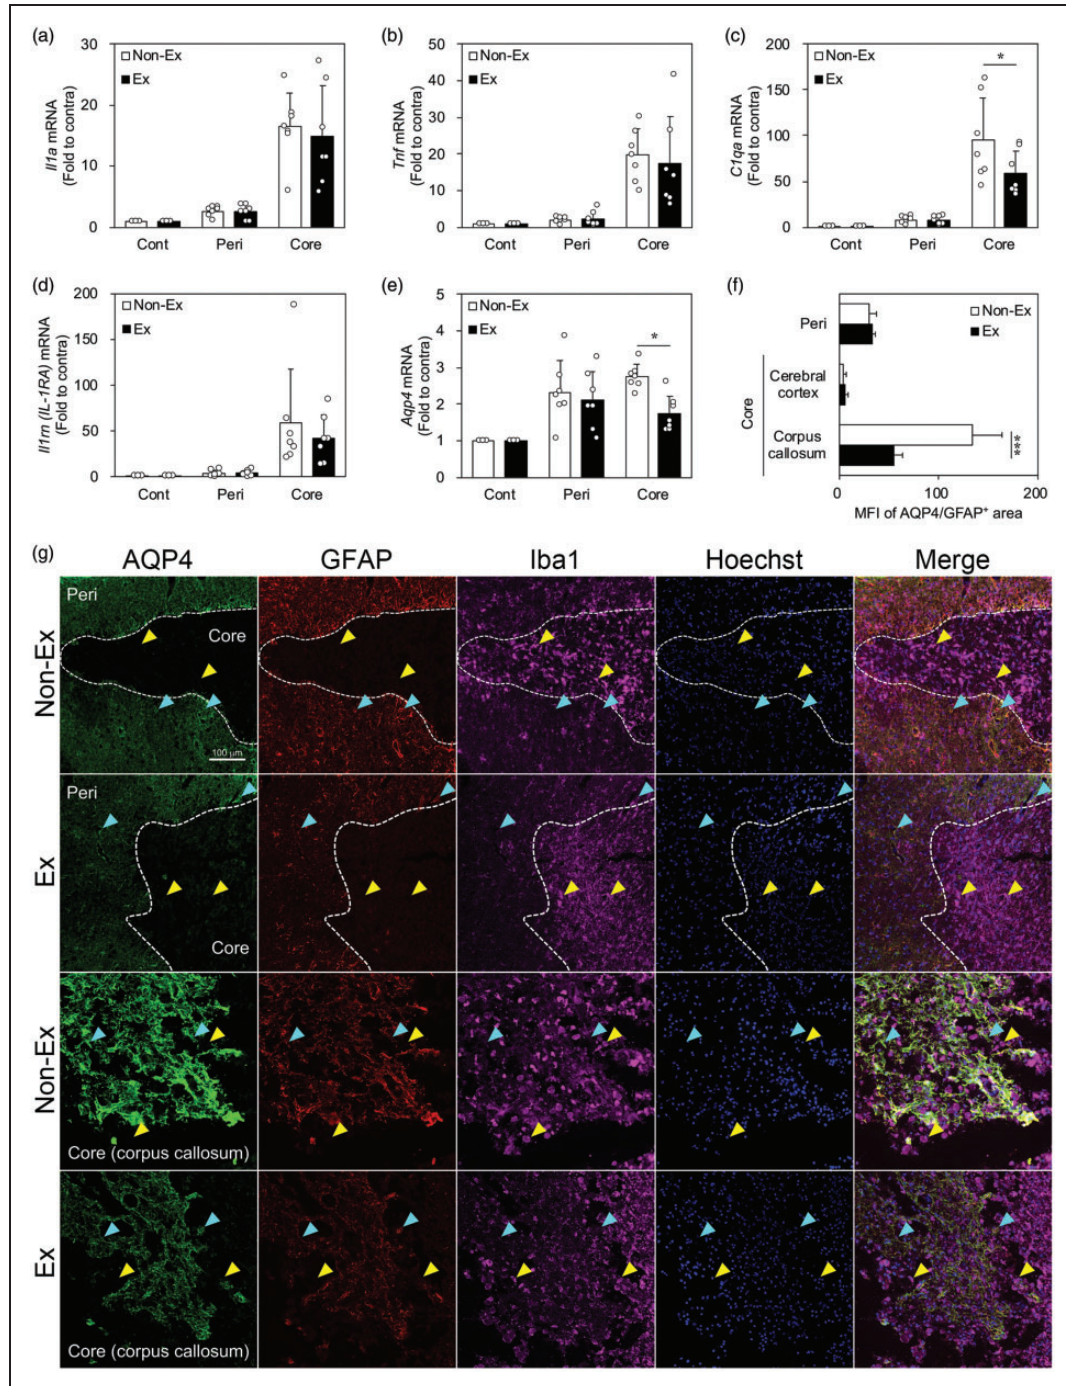 (a)
Il1a mRNA
(Fold to contra)
30
20
10
0
Non-Ex
Ex
Cont Peri Core
(b)
Tnf mRNA
(Fold to contra)
50
40
30
20
10
0
Non-Ex
Ex
Cont Peri Core
(c)
C1qa mRNA
(Fold to contra)
200
150
100
50
0
Non-Ex
Ex
*
Cont Peri Core
(d)
Il1rn (IL-1RA) mRNA
(Fold to contra)
200
150
100
50
0
Non-Ex
Ex
Cont Peri Core
(e)
Aqp4 mRNA
(Fold to contra)
5
4
3
2
1
0
Non-Ex
Ex
*
Cont Peri Core
(f)
Non-Ex
Ex
Peri
Core
Cerebral
cortex
Corpus
callosum
***
0 100 200
MFI of AQP4/GFAP⁺ area
(g)
AQP4 GFAP Iba1 Hoechst Merge
Non-Ex
Peri
Core
100 µm
Ex
Peri
Core
Non-Ex
Core (corpus callosum)
Ex
Core (corpus callosum)